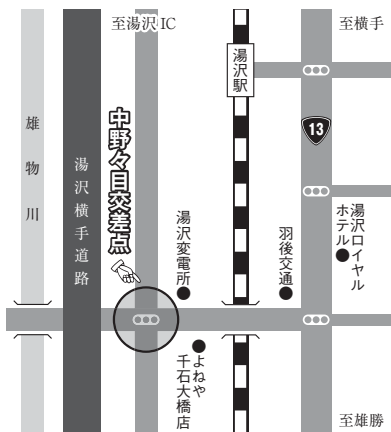 至湯沢IC
至横手
湯沢駅
13
雄物川
湯沢横手道路
中野々目交差点
湯沢変電所
羽後交通
湯沢ロイヤル
ホテル
よねや
千石大橋店
至雄勝